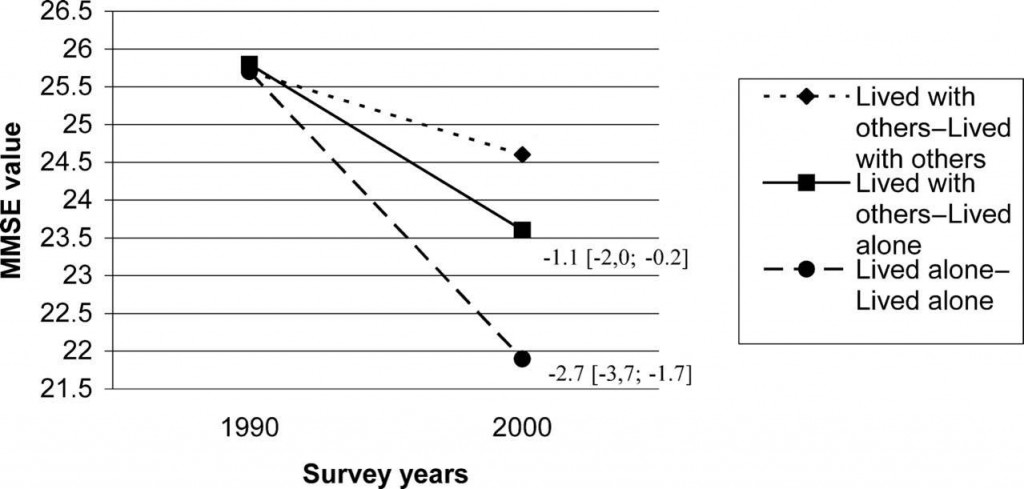 26.5
26
25.5
25
24.5
24
23.5
23
22.5
22
21.5
MMSE value
-1.1 [-2,0; -0.2]
-2.7 [-3,7; -1.7]
1990 2000
Survey years
Lived with
others–Lived
with others
Lived with
others–Lived
alone
Lived alone–
Lived alone